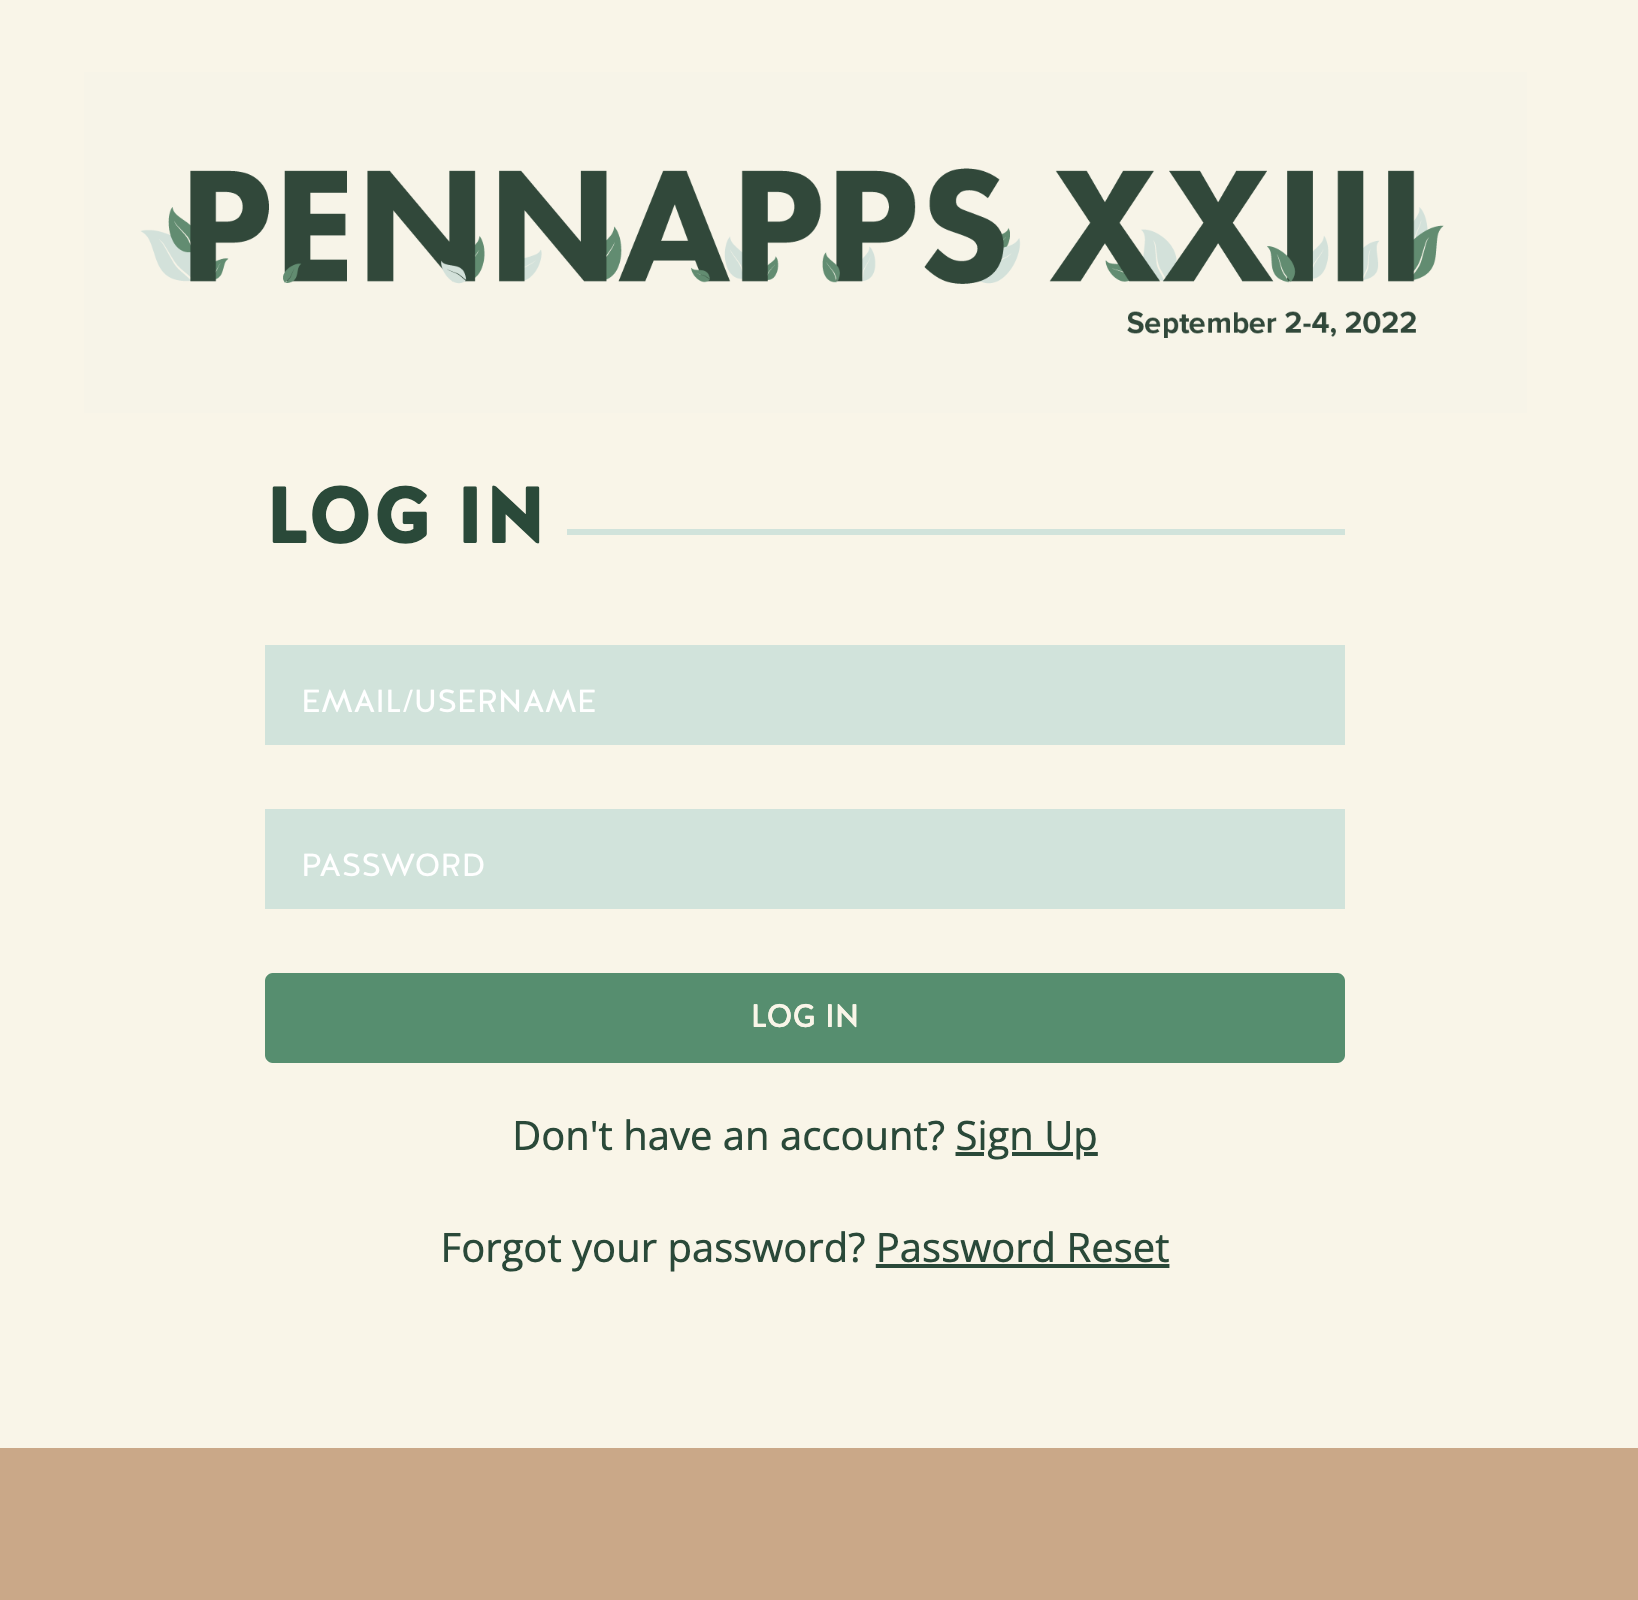 PENNAPPS XXIII
September 2-4, 2022
LOG IN
EMAIL/USERNAME
PASSWORD
LOG IN
Don't have an account? Sign Up
Forgot your password? Password Reset